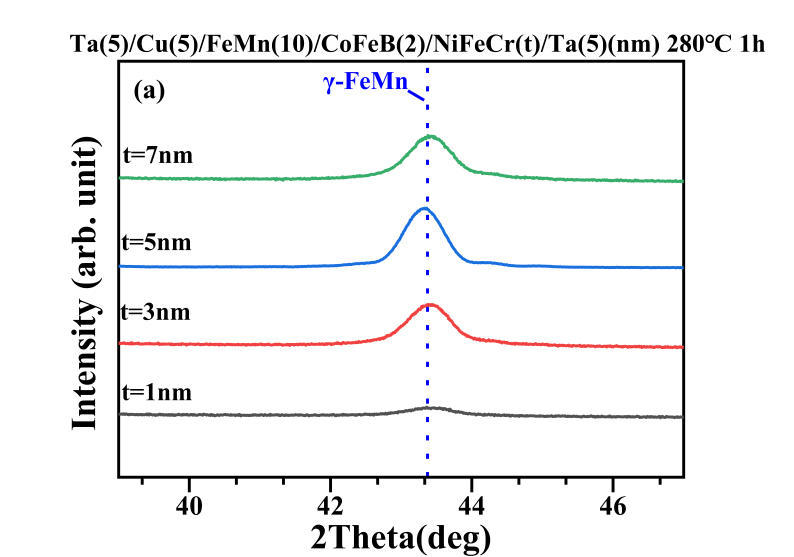 Ta(5)/Cu(5)/FeMn(10)/CoFeB(2)/NiFeCr(t)/Ta(5)(nm) 280℃ 1h
(a)
γ-FeMn
t=7nm
t=5nm
t=3nm
t=1nm
Intensity (arb. unit)
40 42 44 46
2Theta(deg)